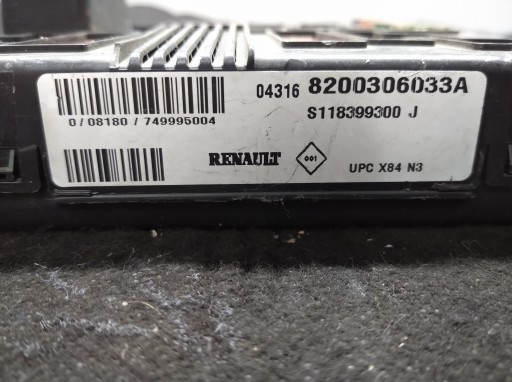 04316 8200306033A
0 / 08180 / 749995004
S118399300 J
RENAULT
001
UPC X84 N3